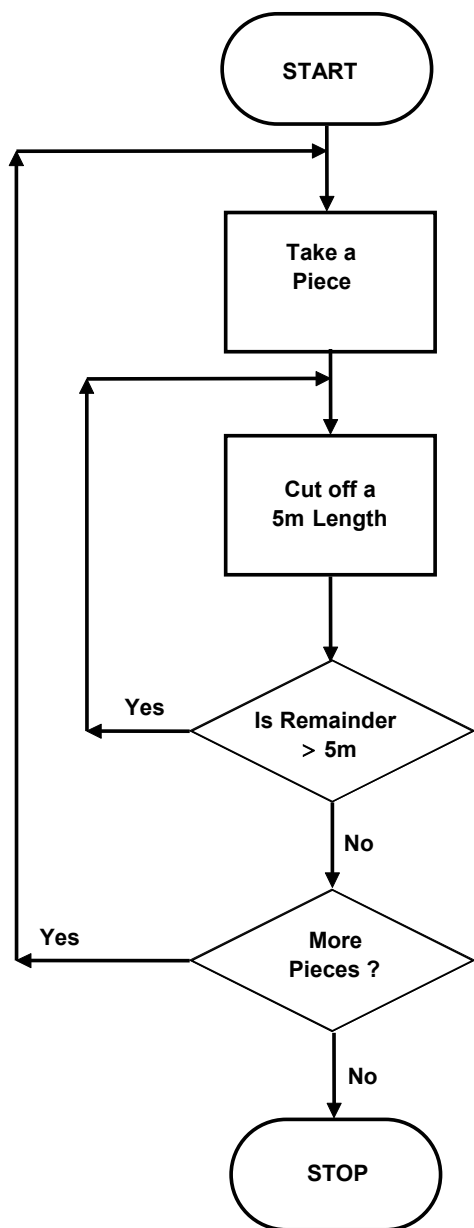 START
Take a
Piece
Cut off a
5m Length
Yes
Is Remainder
> 5m
No
Yes
More
Pieces ?
No
STOP